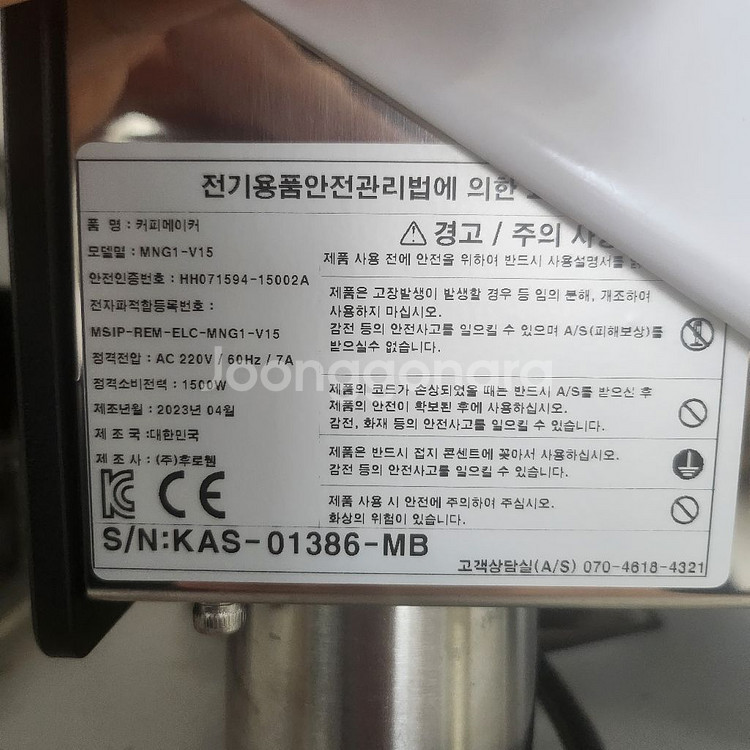 전기용품안전관리법에 의한
품 명 : 커피메이커
모델밀 : MNG1-V15
안전인증번호 : HH071594-15002A
전자파적합등록번호 :
MSIP-REM-ELC-MNG1-V15
정격전압 : AC 220V / 60Hz / 7A
정격소비전력 : 1500W
제조년월 : 2023년 04월
제 조 국 :대한민국
제 조 사 : (주)후로웬
CE
S/N:KAS-01386-MB
⚠ 경고 / 주의
제품 사용 전에 안전을 위하여 반드시 사용설명서를
제품은 고장발생이 발생할 경우 등 임의 분해, 개조하여
사용하지 마십시오.
감전 등의 안전사고를 일으킬 수 있으며 A/S(피해보상)를
받으실수 없습니다.
제품의 코드가 손상되었을 때는 반드시 A/S를 받으신 후
제품의 안전이 확보된 후에 사용하십시오.
감전, 화재 등의 안전사고를 일으킬 수 있습니다.
제품은 반드시 접지 콘센트에 꽂아서 사용하십시오.
감전 등의 안전사고를 일으킬 수 있습니다.
제품 사용 시 안전에 주의하여 주십시오.
화상의 위험이 있습니다.
고객상담실(A/S) 070-4618-4321
joonggonara